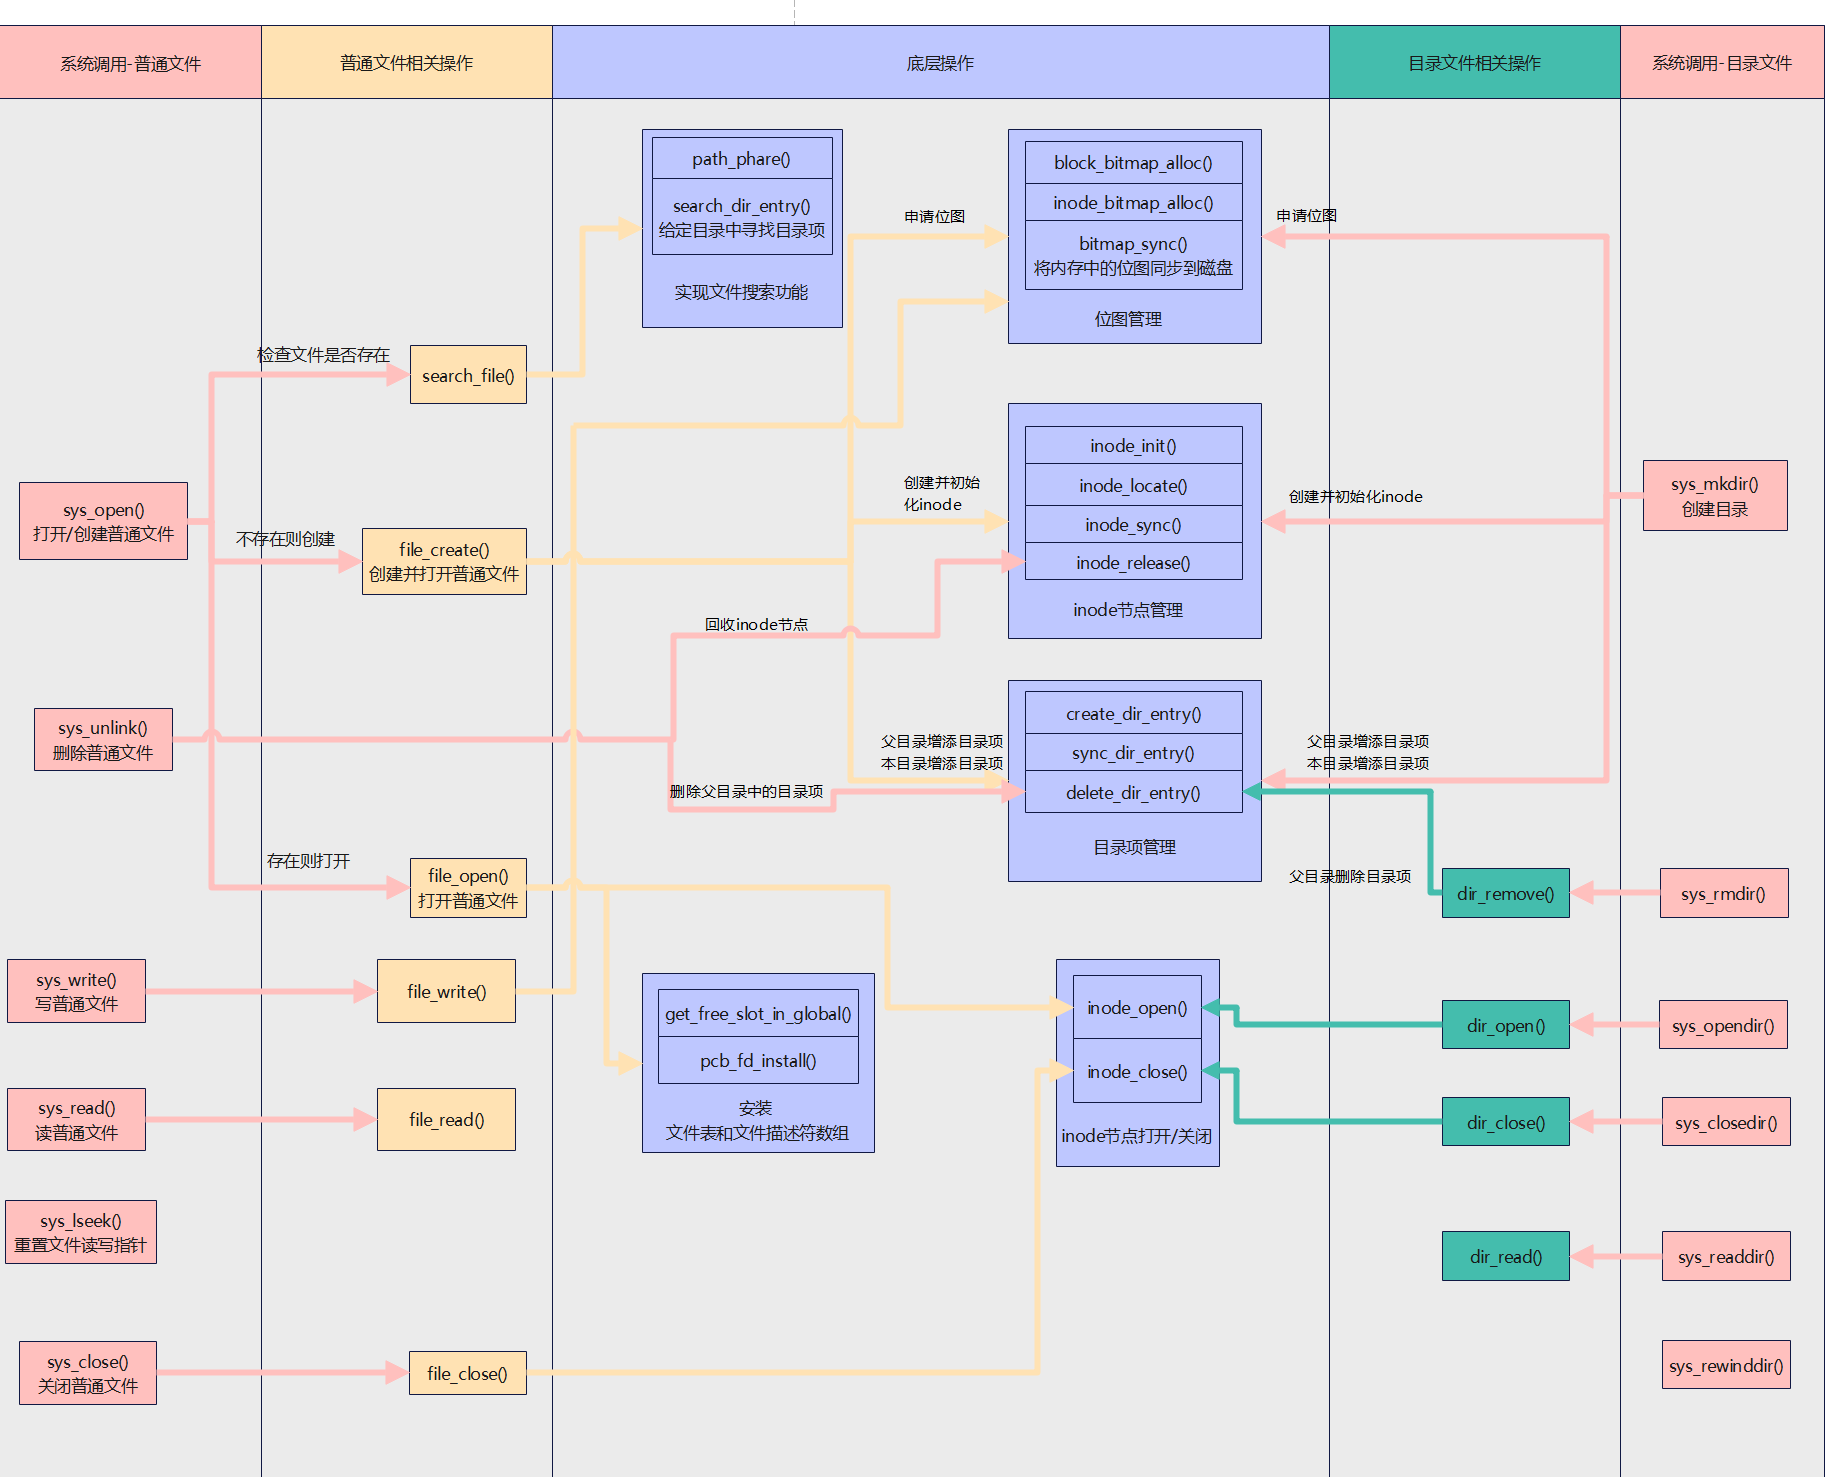 系统调用-普通文件
普通文件相关操作
底层操作
目录文件相关操作
系统调用-目录文件
path_phare()
search_dir_entry()
给定目录中寻找目录项
实现文件搜索功能
申请位图
block_bitmap_alloc()
inode_bitmap_alloc()
bitmap_sync()
将内存中的位图同步到磁盘
位图管理
申请位图
检查文件是否存在
search_file()
sys_open()
打开/创建普通文件
不存在则创建
file_create()
创建并打开普通文件
创建并初始
化inode
inode_init()
inode_locate()
inode_sync()
inode_release()
inode节点管理
创建并初始化inode
sys_mkdir()
创建目录
回收inode节点
sys_unlink()
删除普通文件
删除父目录中的目录项
父目录增添目录项
本目录增添目录项
create_dir_entry()
sync_dir_entry()
delete_dir_entry()
目录项管理
父目录增添目录项
本目录增添目录项
存在则打开
file_open()
打开普通文件
父目录删除目录项
dir_remove()
sys_rmdir()
sys_write()
写普通文件
file_write()
get_free_slot_in_global()
pcb_fd_install()
安装
文件表和文件描述符数组
inode_open()
inode_close()
inode节点打开/关闭
dir_open()
sys_opendir()
sys_read()
读普通文件
file_read()
dir_close()
sys_closedir()
sys_lseek()
重置文件读写指针
dir_read()
sys_readdir()
sys_close()
关闭普通文件
file_close()
sys_rewinddir()